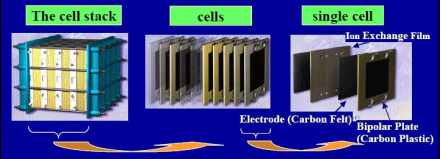 The cell stack
cells
single cell
Ion Exchange Film
Electrode (Carbon Felt)
Bipolar Plate
(Carbon Plastic)